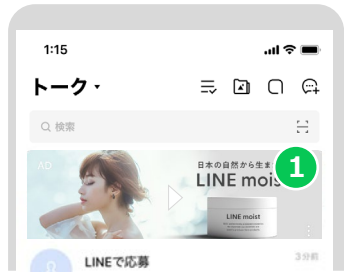 1:15
トーク
検索
AD
日本の自然から生ま
LINE mois
1
LINE moist
LINEで応募
3分前